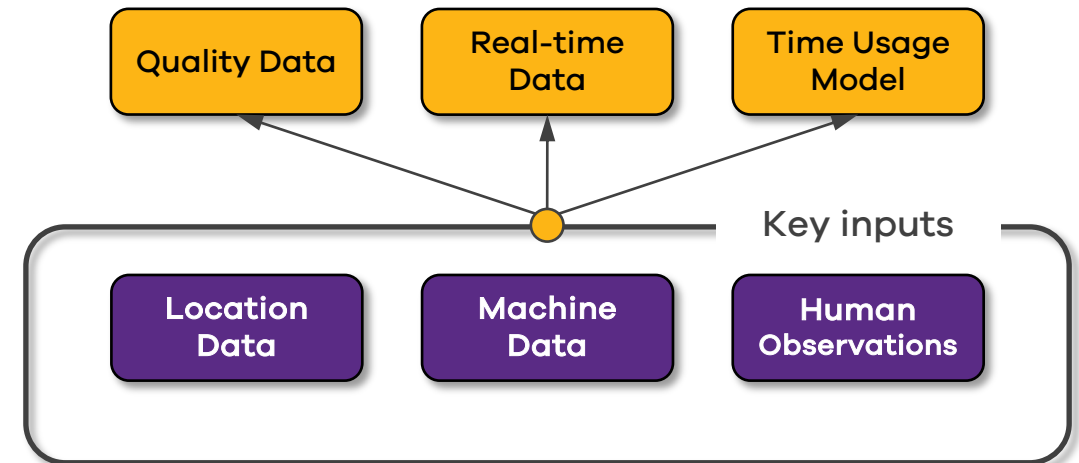 Quality Data
Real-time
Data
Time Usage
Model
Key inputs
Location
Data
Machine
Data
Human
Observations